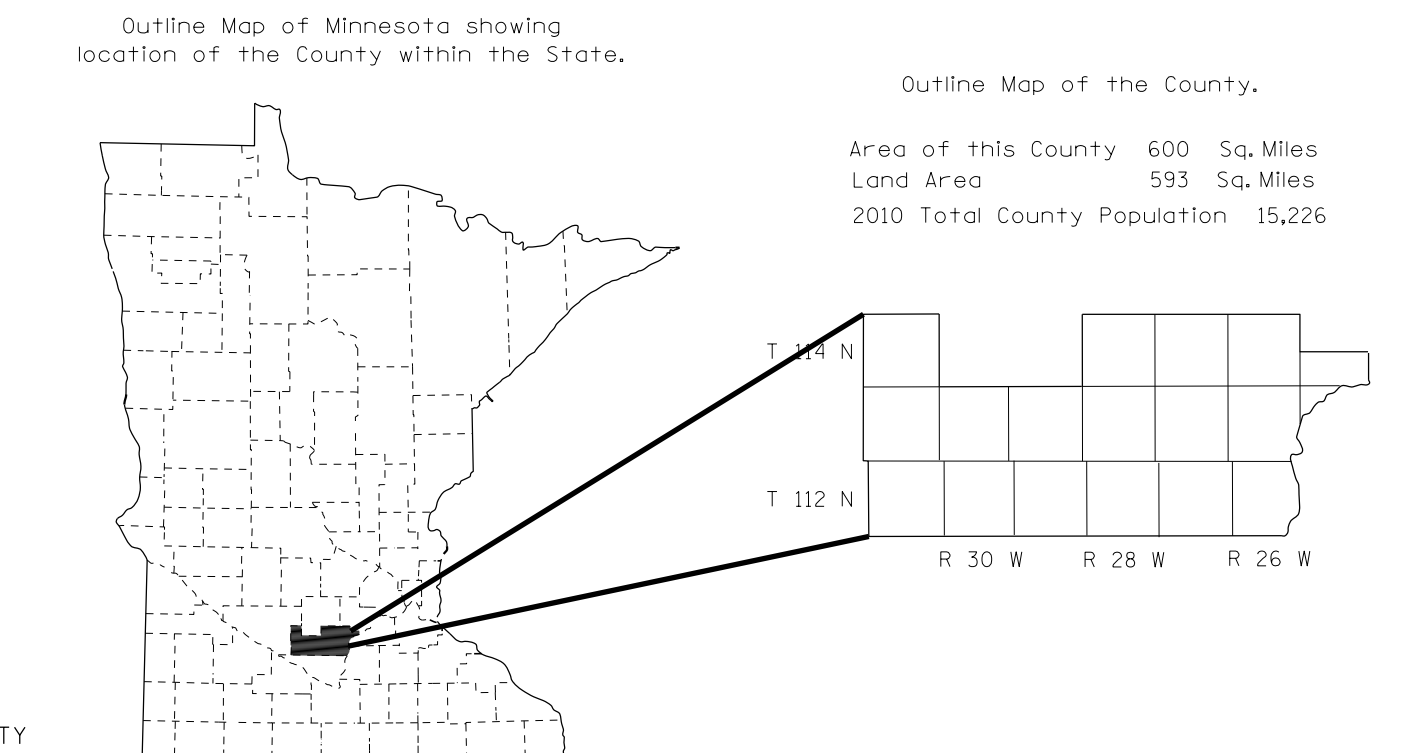 Outline Map of Minnesota showing
location of the County within the State.
Outline Map of the County.
Area of this County 600 Sq. Miles
Land Area 593 Sq. Miles
2010 Total County Population 15,226
T 114 N
T 112 N
R 30 W R 28 W R 26 W
TY